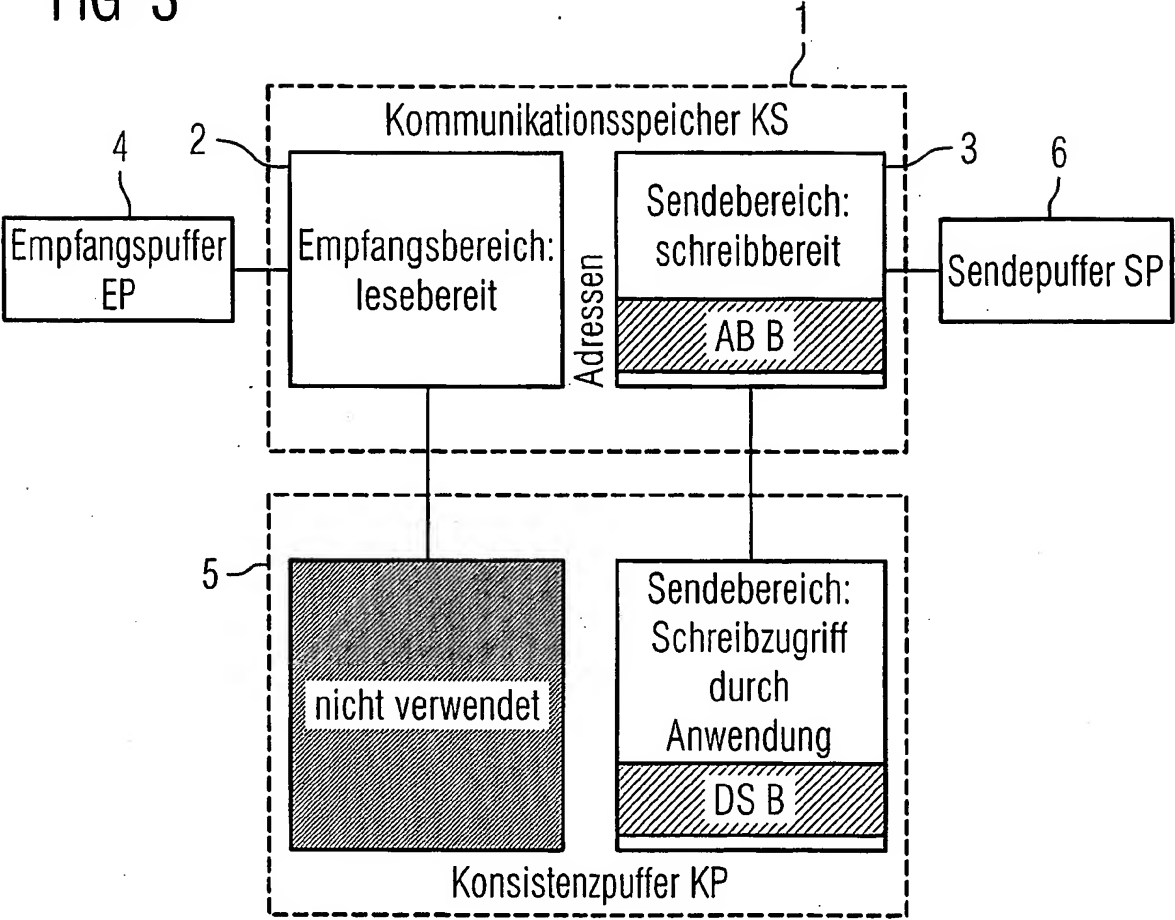 FIG 3
1
Kommunikationsspeicher KS
4
2
3
6
Empfangspuffer
EP
Empfangsbereich:
lesebereit
Adressen
Sendebereich:
schreibbereit
AB B
Sendepuffer SP
5
nicht verwendet
Sendebereich:
Schreibzugriff
durch
Anwendung
DS B
Konsistenzpuffer KP